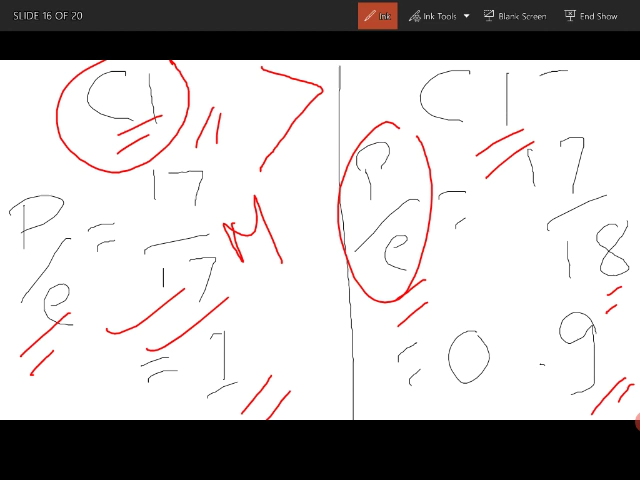 SLIDE 16 OF 20
Ink
Ink Tools
Blank Screen
End Show
Cl
17
P/e = 17/17
M
= 1
Cl⁻
P/e = 17/18
= 0.9